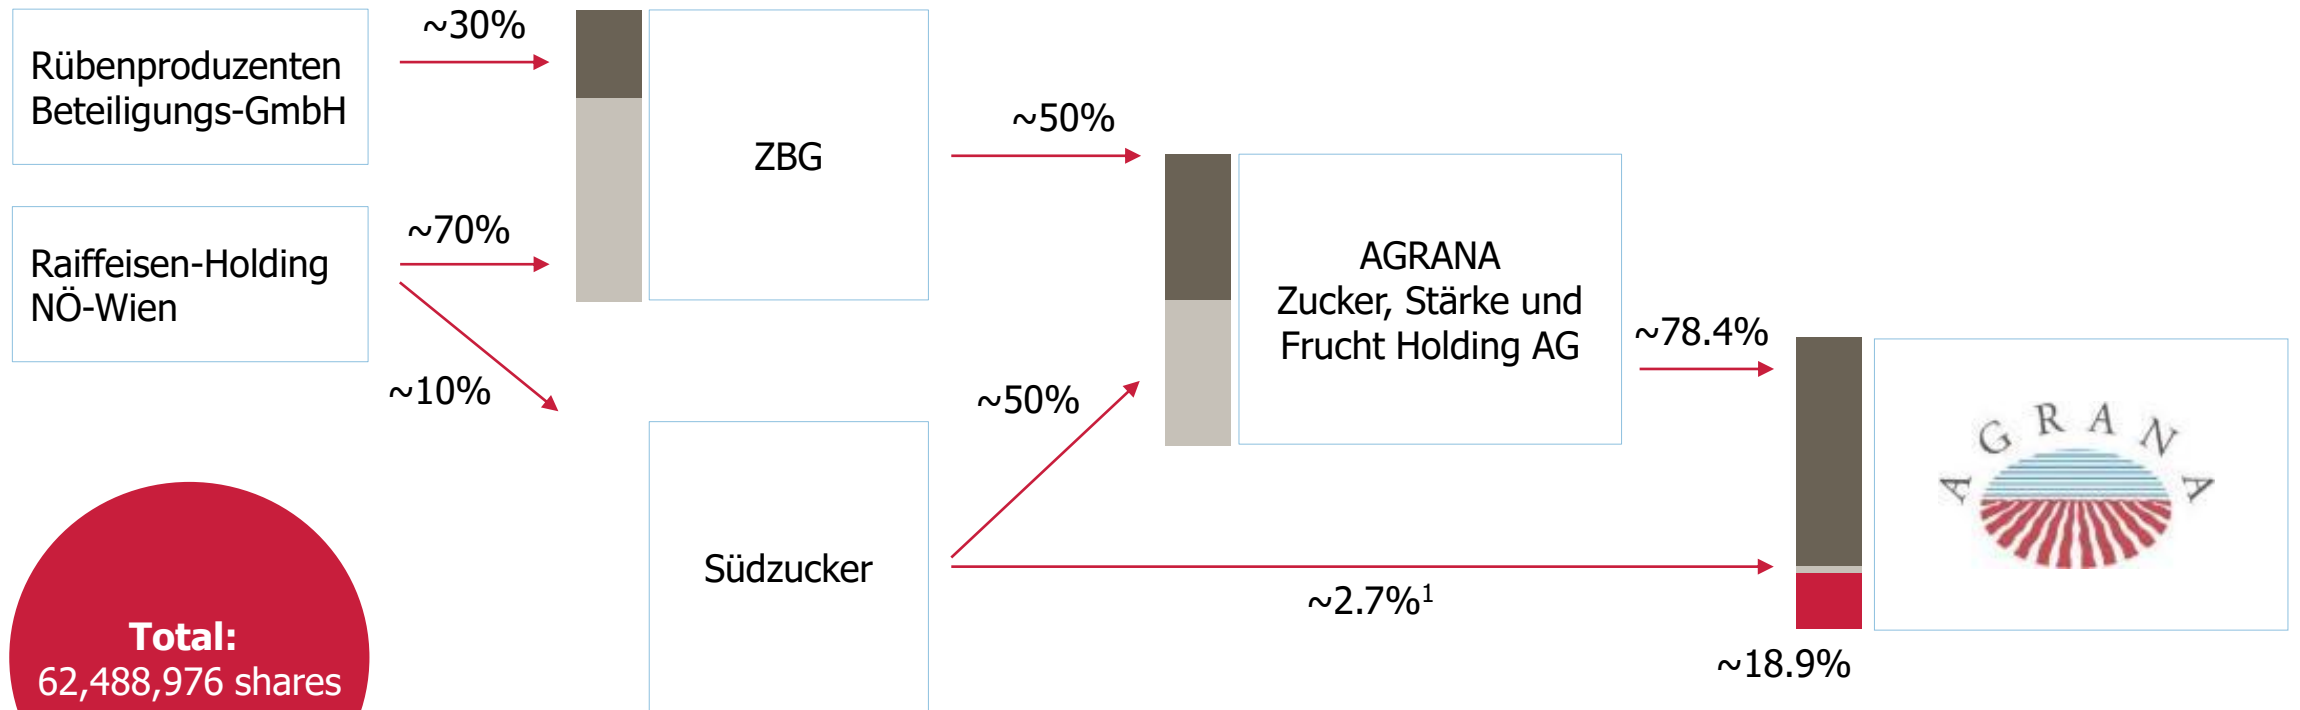 ~30%
Rübenproduzenten
Beteiligungs-GmbH
ZBG
~50%
~70%
Raiffeisen-Holding
NÖ-Wien
~10%
AGRANA
Zucker, Stärke und
Frucht Holding AG
~78.4%
~50%
AGRANA
Südzucker
~2.7%¹
~18.9%
Total:
62,488,976 shares